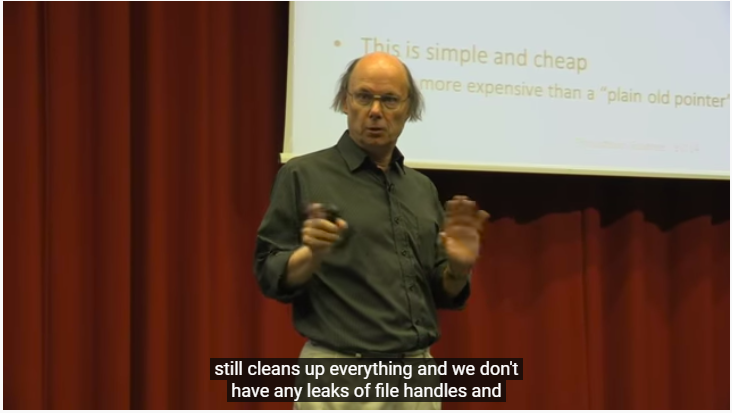 This is simple and cheap
more expensive than a "plain old pointer"
still cleans up everything and we don't
have any leaks of file handles and